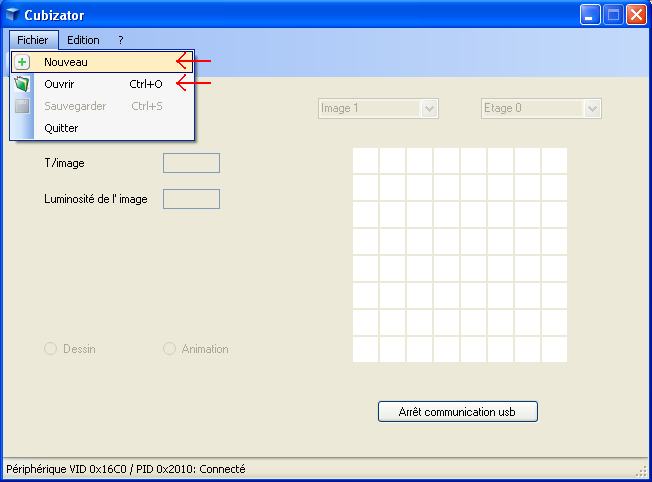 Cubizator
Fichier Edition ?
Nouveau
Ouvrir Ctrl+O
Sauvegarder Ctrl+S
Quitter
Image 1 Etage 0
T/image
Luminosité de l' image
Dessin Animation
Arrêt communication usb
Périphérique VID 0x16C0 / PID 0x2010: Connecté